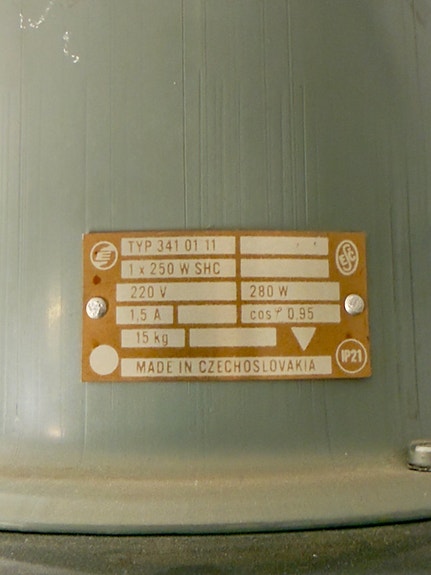 TYP 341 01 11
1 x 250 W SHC
220 V 280 W
1,5 A cos φ 0,95
15 kg
IP21
MADE IN CZECHOSLOVAKIA